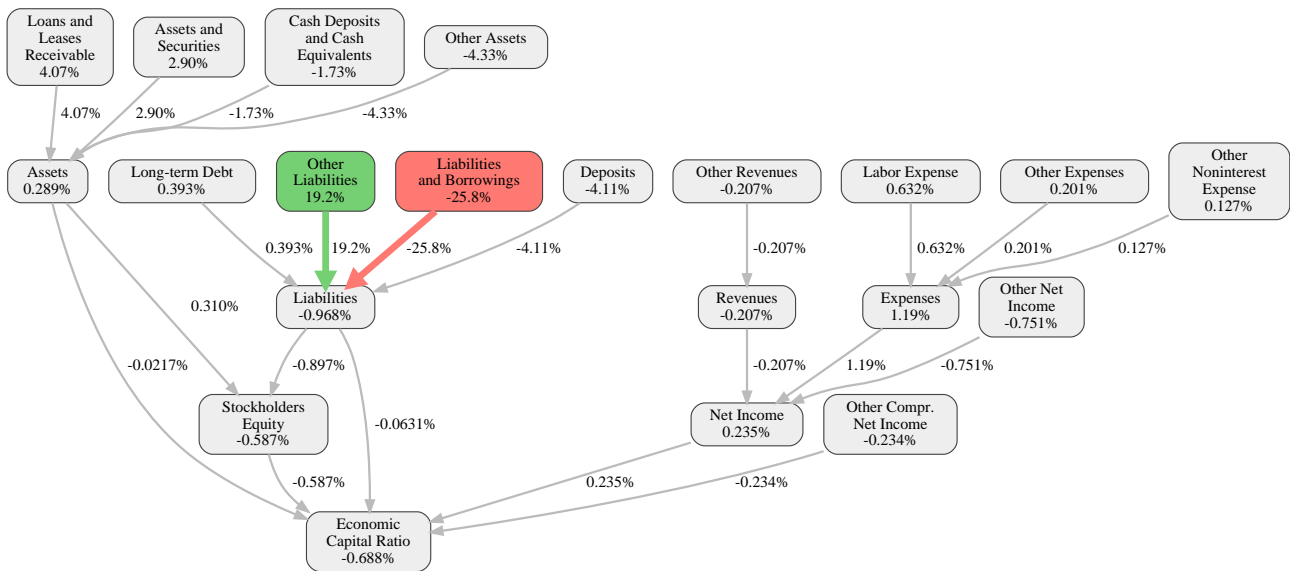 Loans and
Leases
Receivable
4.07%
Assets and
Securities
2.90%
Cash Deposits
and Cash
Equivalents
-1.73%
Other Assets
-4.33%
4.07%
2.90%
-1.73%
-4.33%
Assets
0.289%
Long-term Debt
0.393%
Other
Liabilities
19.2%
Liabilities
and Borrowings
-25.8%
Deposits
-4.11%
Other Revenues
-0.207%
Labor Expense
0.632%
Other Expenses
0.201%
Other
Noninterest
Expense
0.127%
0.393%
19.2%
-25.8%
-4.11%
-0.207%
0.632%
0.201%
0.127%
0.310%
Liabilities
-0.968%
Revenues
-0.207%
Expenses
1.19%
Other Net
Income
-0.751%
-0.0217%
-0.897%
-0.207%
1.19%
-0.751%
Stockholders
Equity
-0.587%
-0.0631%
Net Income
0.235%
Other Compr.
Net Income
-0.234%
-0.587%
0.235%
-0.234%
Economic
Capital Ratio
-0.688%